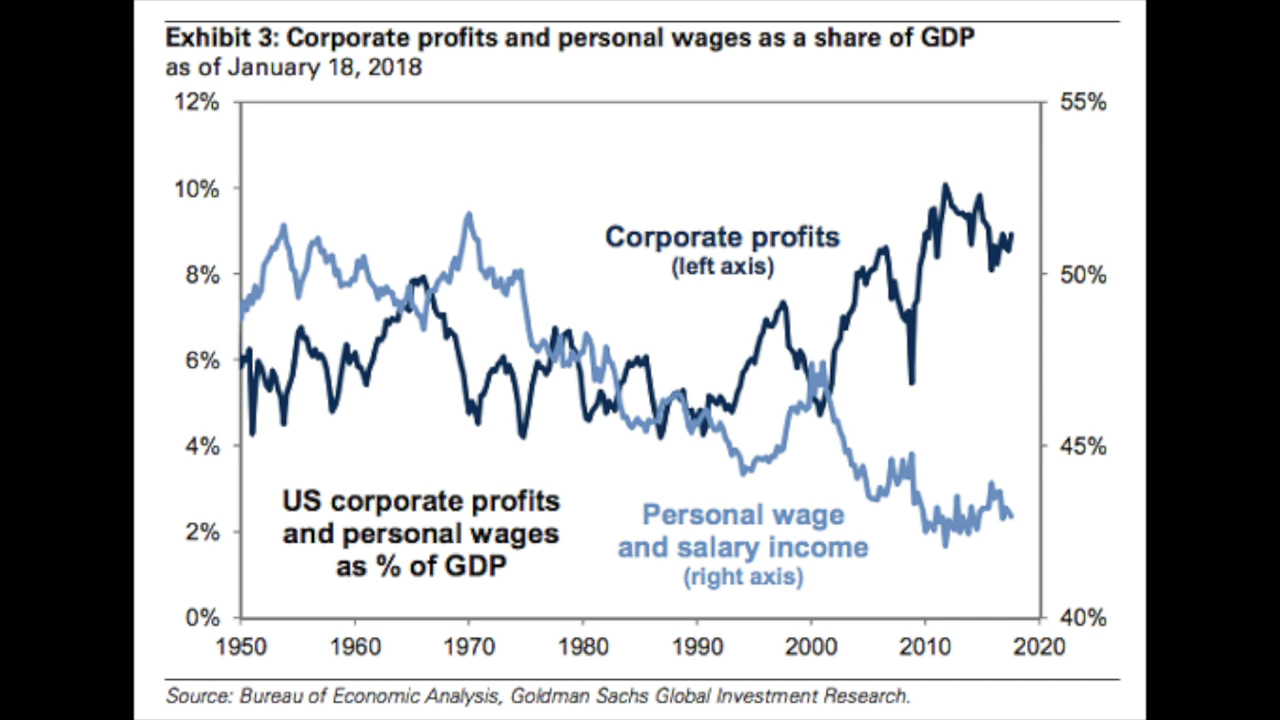 Exhibit 3: Corporate profits and personal wages as a share of GDP
as of January 18, 2018
12%
55%
10%
Corporate profits
(left axis)
8%
50%
6%
4%
45%
US corporate profits
and personal wages
as % of GDP
Personal wage
and salary income
(right axis)
2%
0%
40%
1950 1960 1970 1980 1990 2000 2010 2020
Source: Bureau of Economic Analysis, Goldman Sachs Global Investment Research.